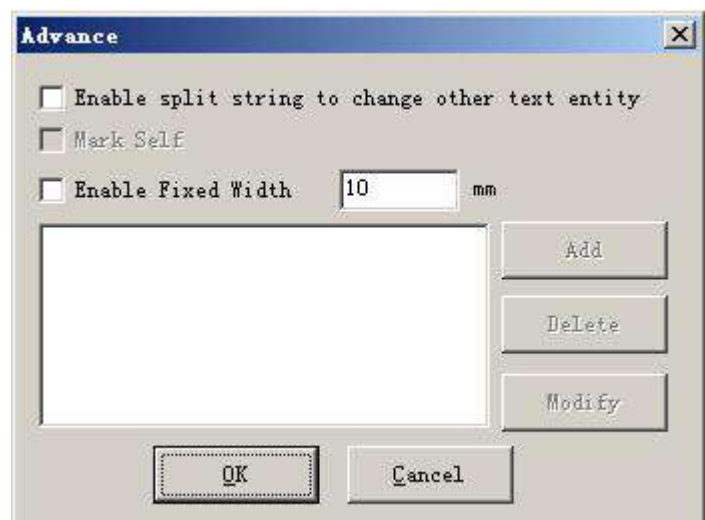 Advance
Enable split string to change other text entity
Mark Self
Enable Fixed Width 10 mm
Add
Delete
Modify
OK Cancel